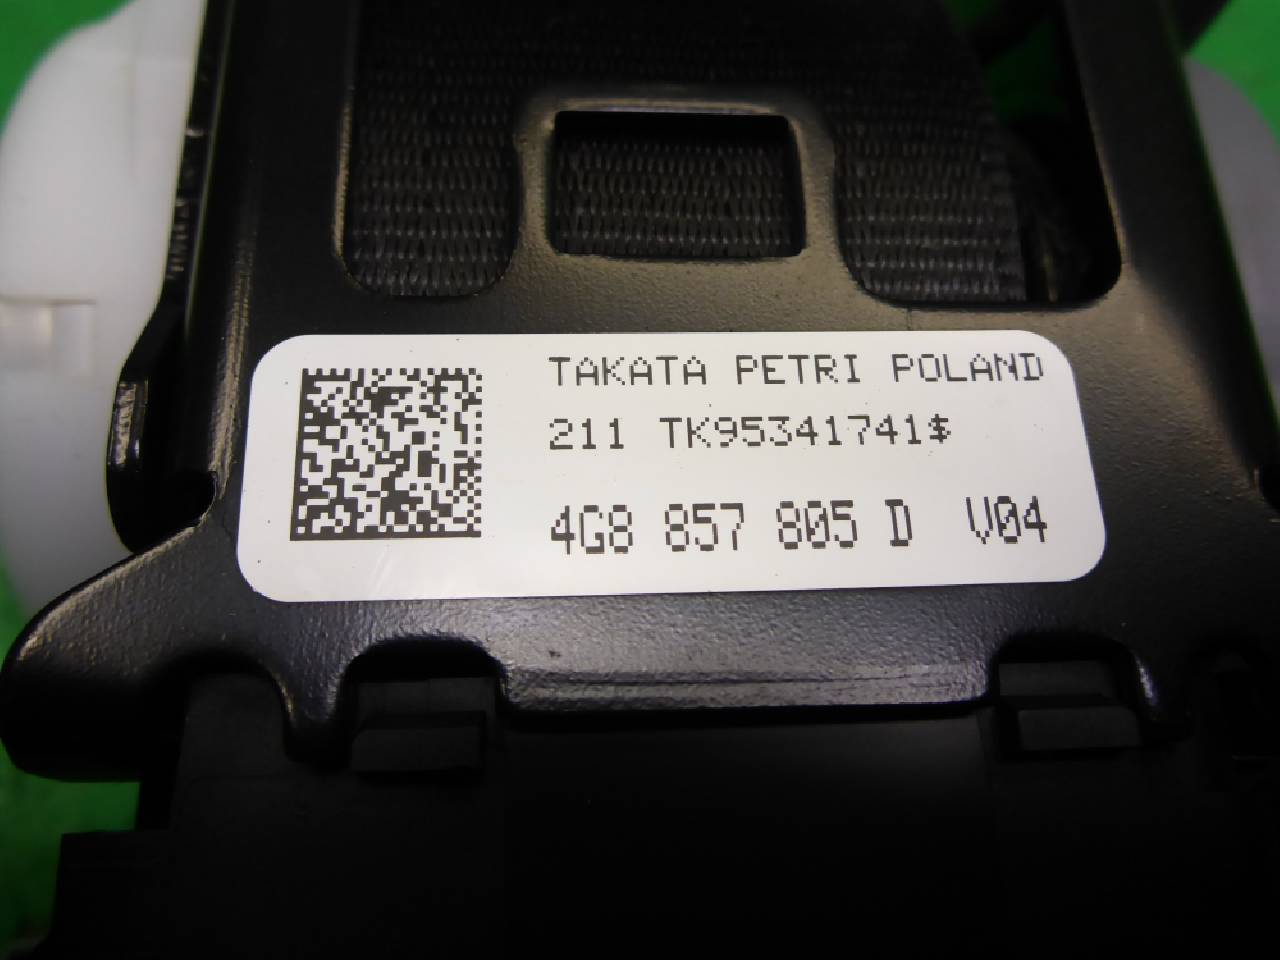 TAKATA PETRI POLAND
211 TK95341741$
4G8 857 805 D V04